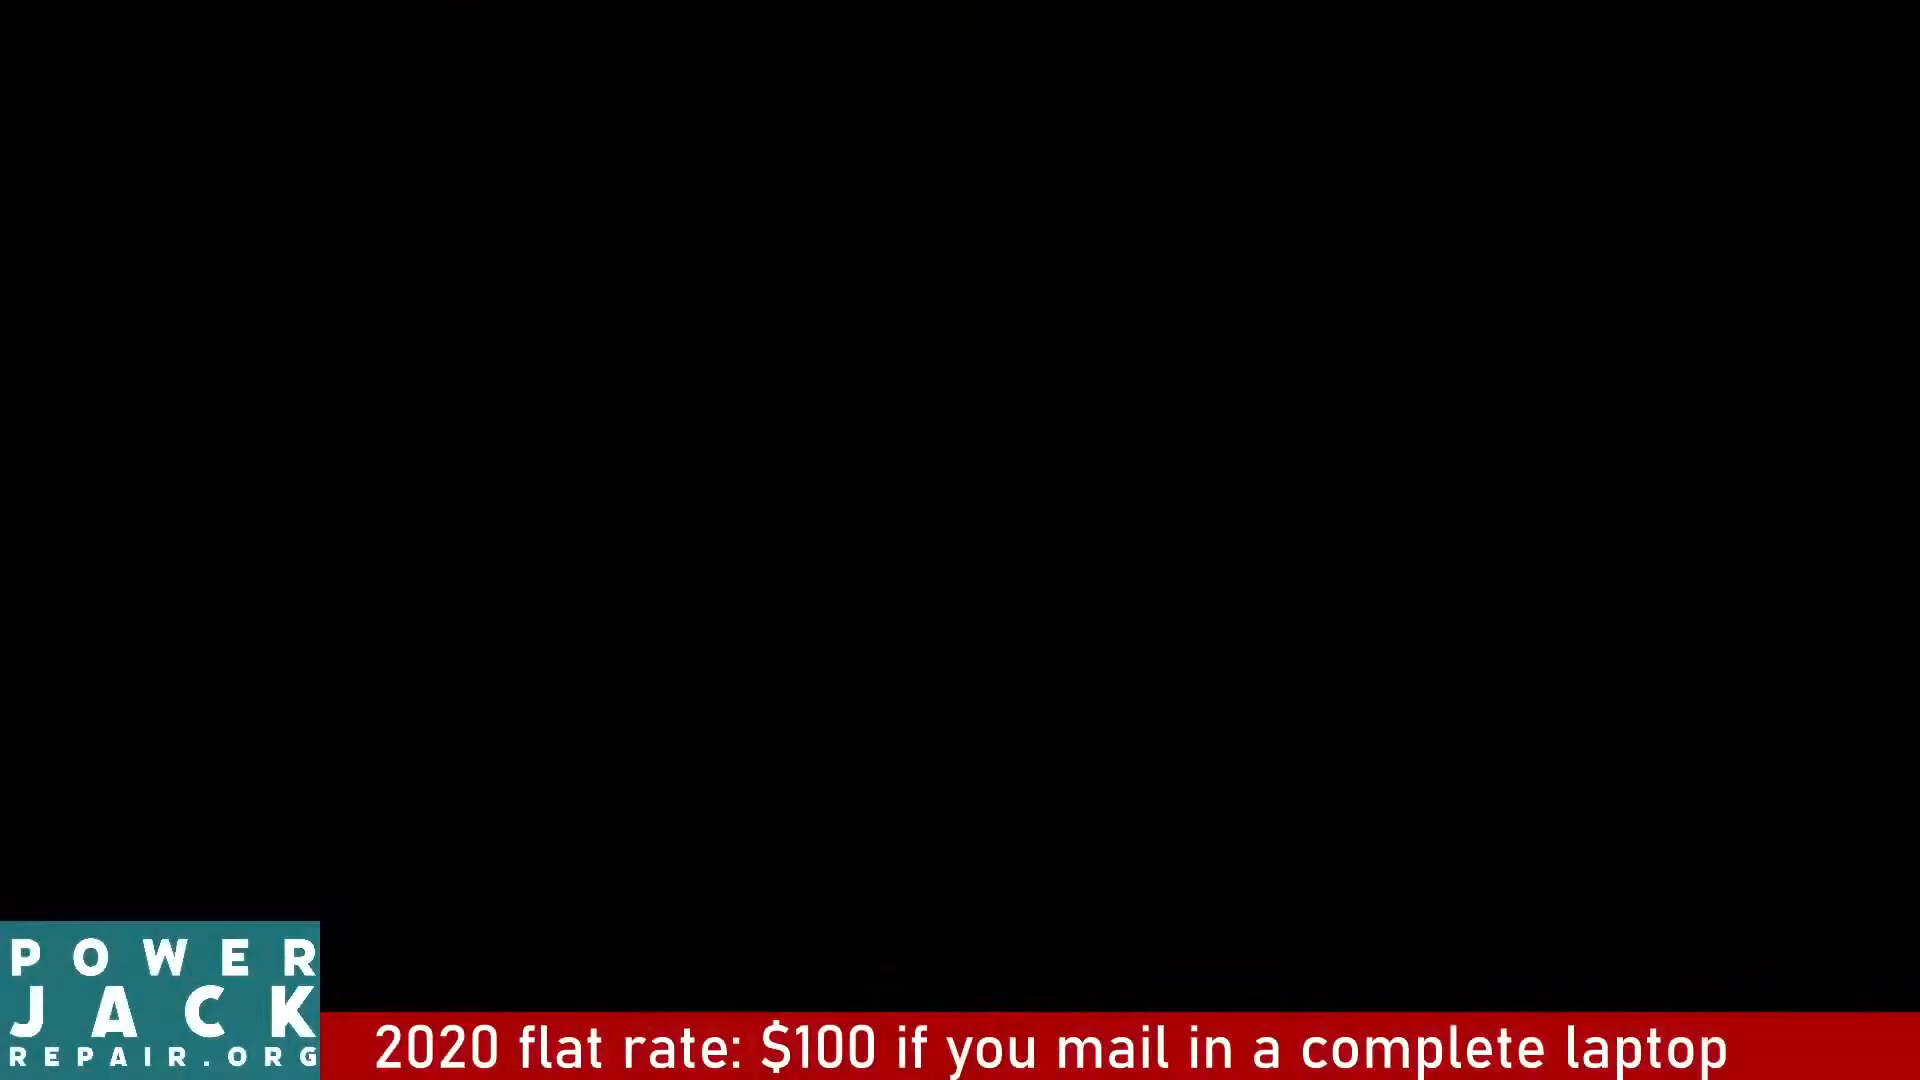 POWER
JACK
REPAIR.ORG
2020 flat rate: $100 if you mail in a complete laptop